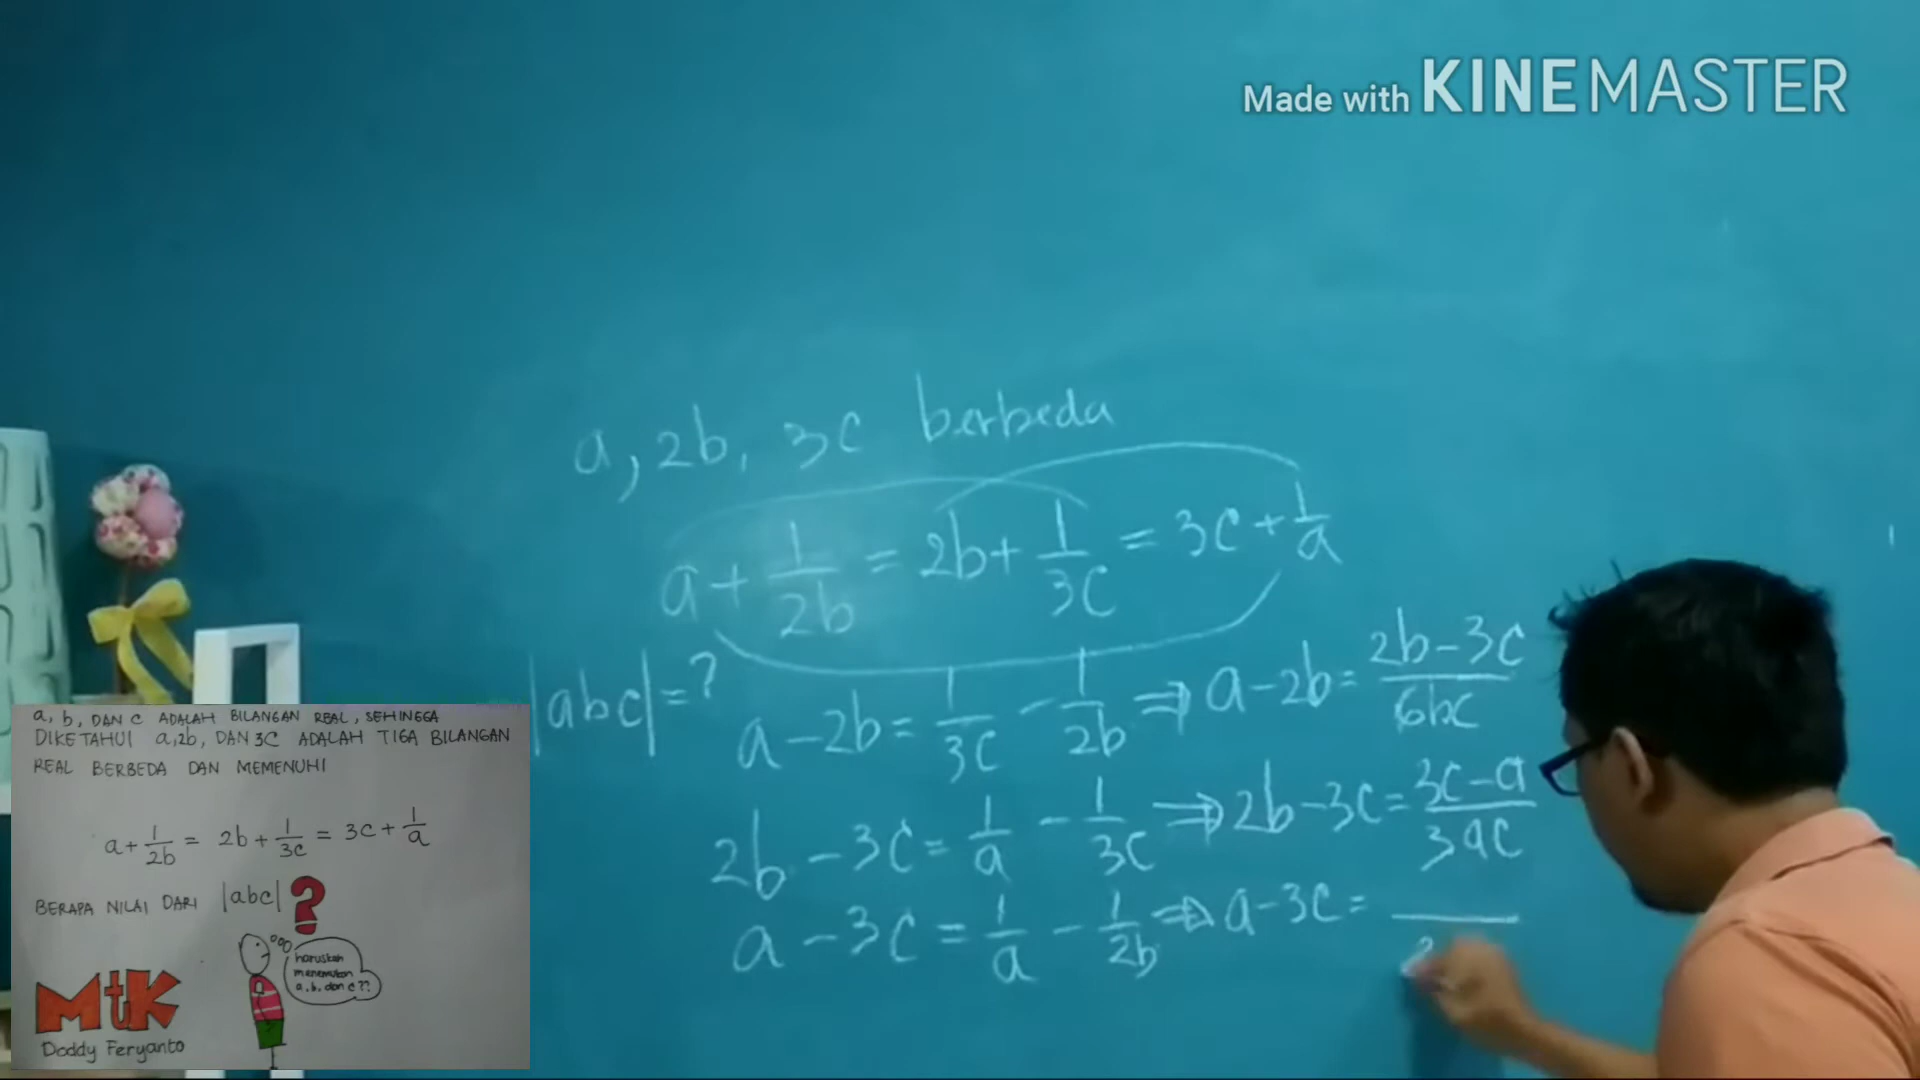 Made with KINEMASTER
a, 2b, 3c berbeda
a + 1/2b = 2b + 1/3c = 3c + 1/a
|abc| = ?
a - 2b = 1/3c - 1/2b ⇒ a - 2b = 2b - 3c/6bc
2b - 3c = 1/a - 1/3c ⇒ 2b - 3c = 3c - a/3ac
a - 3c = 1/a - 1/2b ⇒ a - 3c =
a, b, DAN C ADALAH BILANGAN REAL, SEHINGGA
DIKETAHUI a, 2b, DAN 3C ADALAH TIGA BILANGAN
REAL BERBEDA DAN MEMENUHI
a + 1/2b = 2b + 1/3c = 3c + 1/a
BERAPA NILAI DARI |abc| ?
haruskah
menemukan
a, b, dan c ??
MtK
Doddy Feryanto